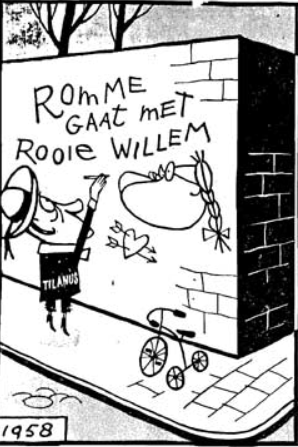 ROMME
GAAT MET
ROOIE WILLEM
TILANUS
1958